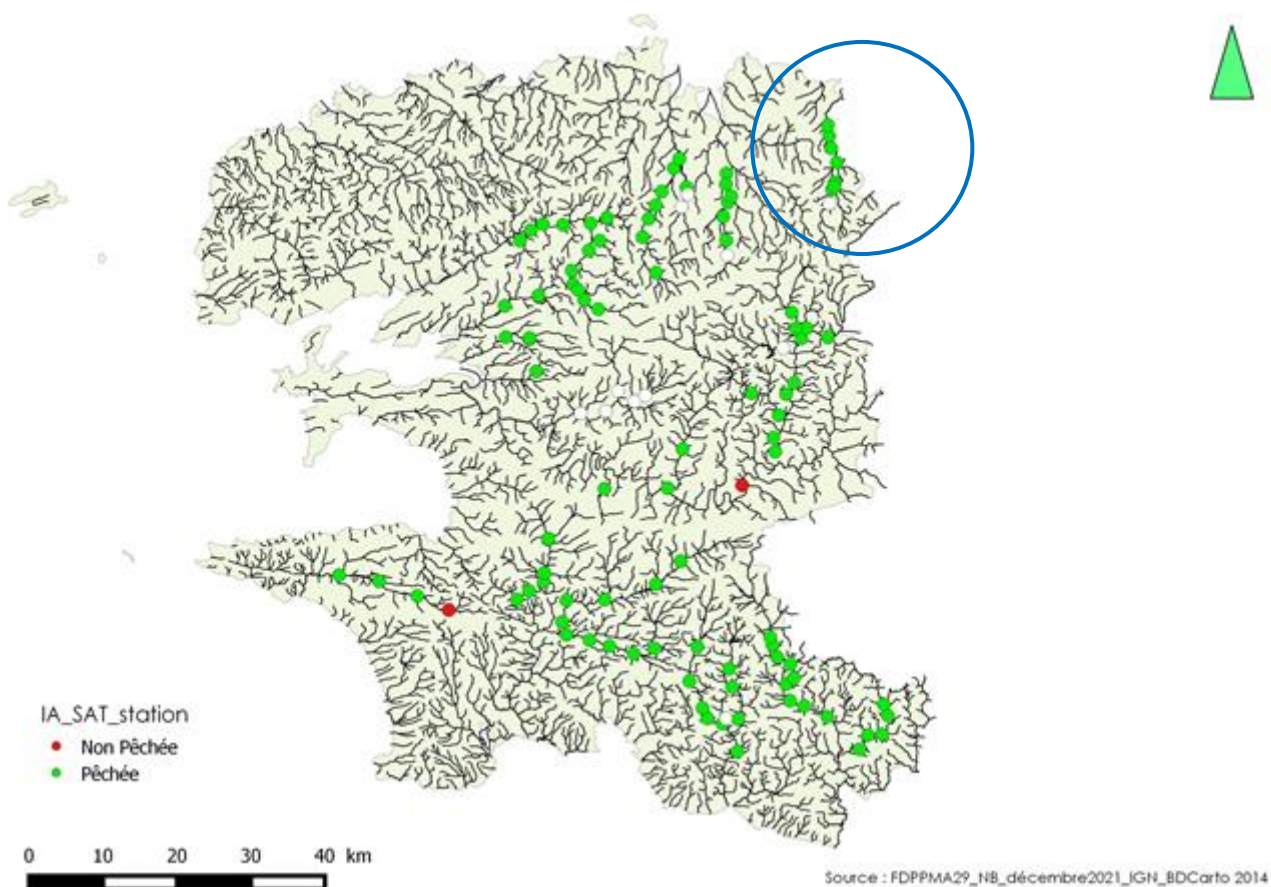 IA_SAT_station
Non Pêchée
Pêchée
0 10 20 30 40 km
Source : FDPPMA29_NB_décembre2021_IGN_BDCarto 2014